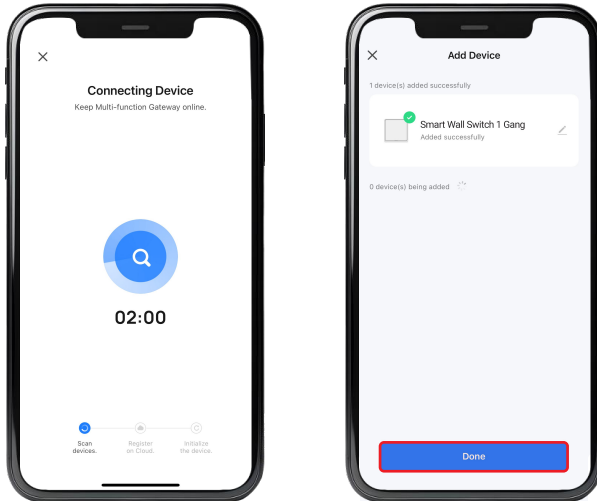 Connecting Device
Keep Multi-function Gateway online.
02:00
Scan
devices.
Register
on Cloud.
Initialize
the device.
Add Device
1 device(s) added successfully
Smart Wall Switch 1 Gang
Added successfully
0 device(s) being added
Done